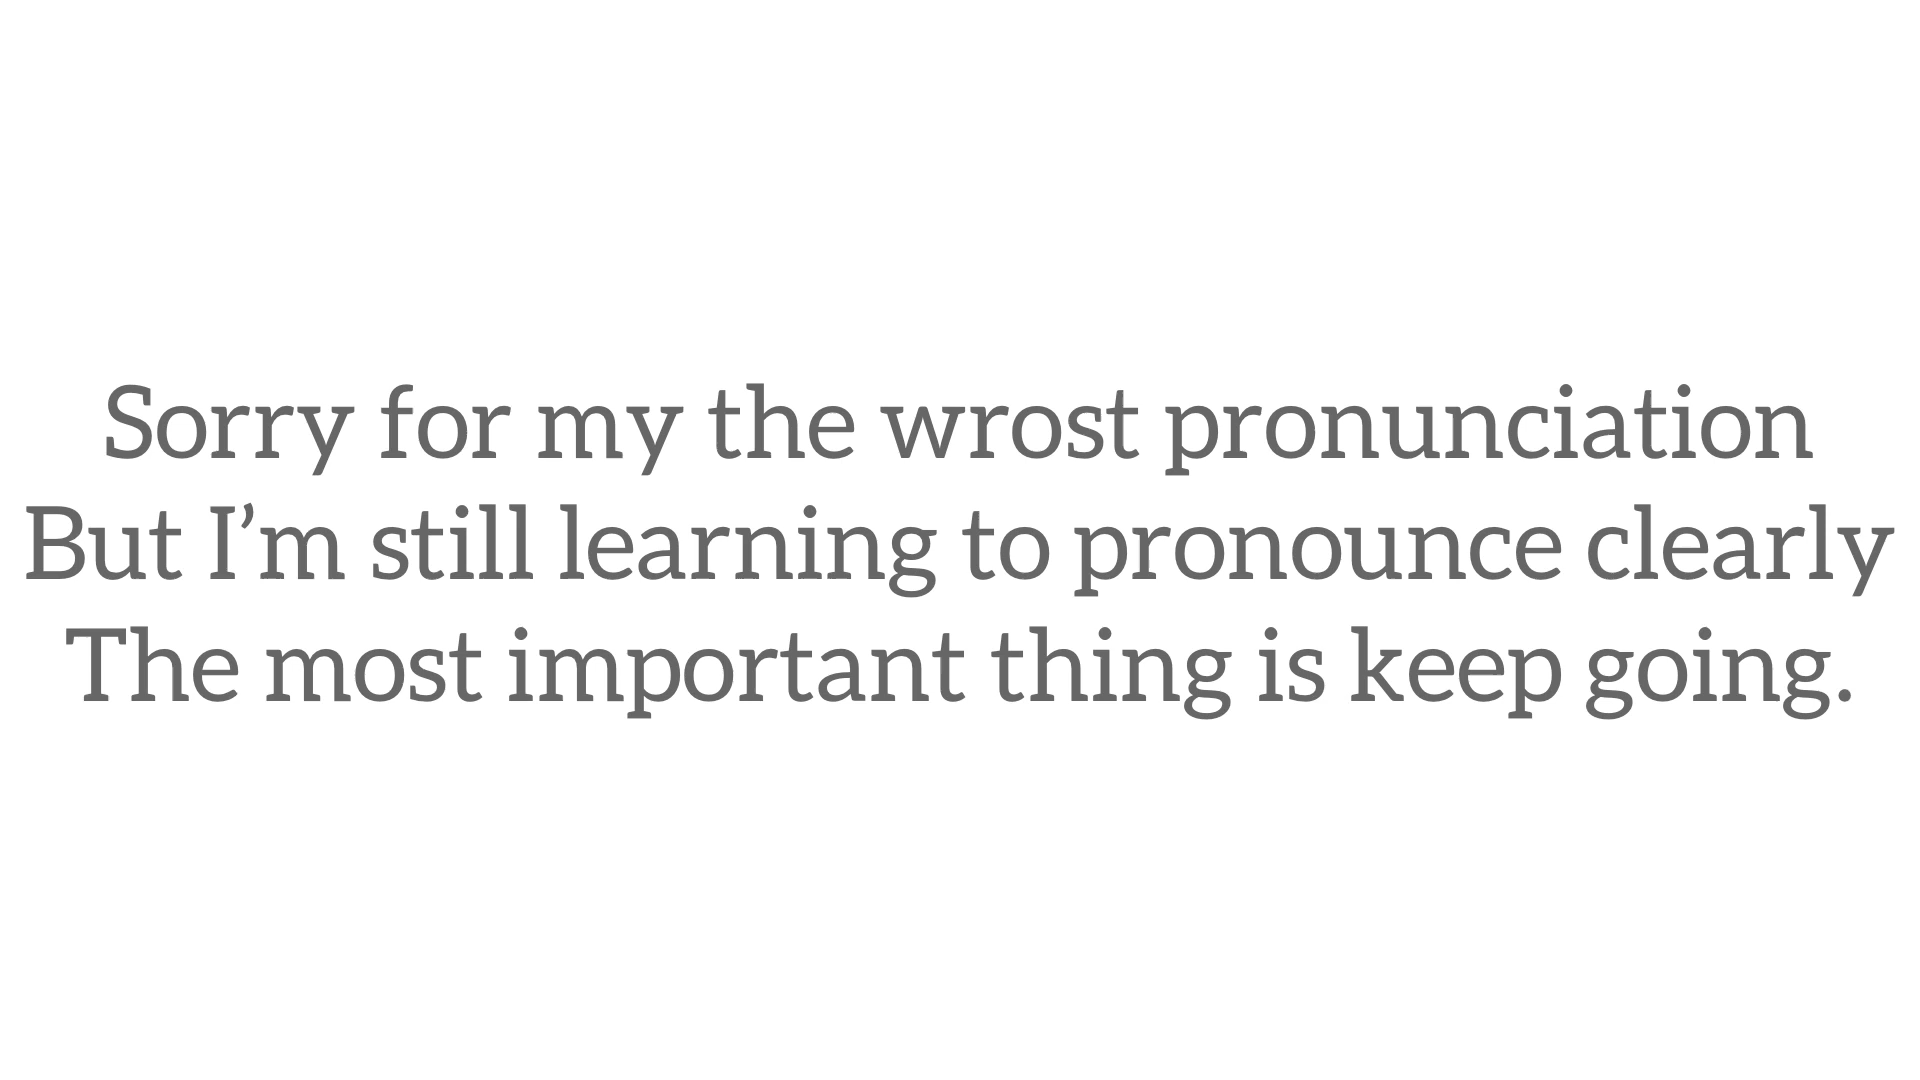 Sorry for my the wrost pronunciation
But I’m still learning to pronounce clearly
The most important thing is keep going.